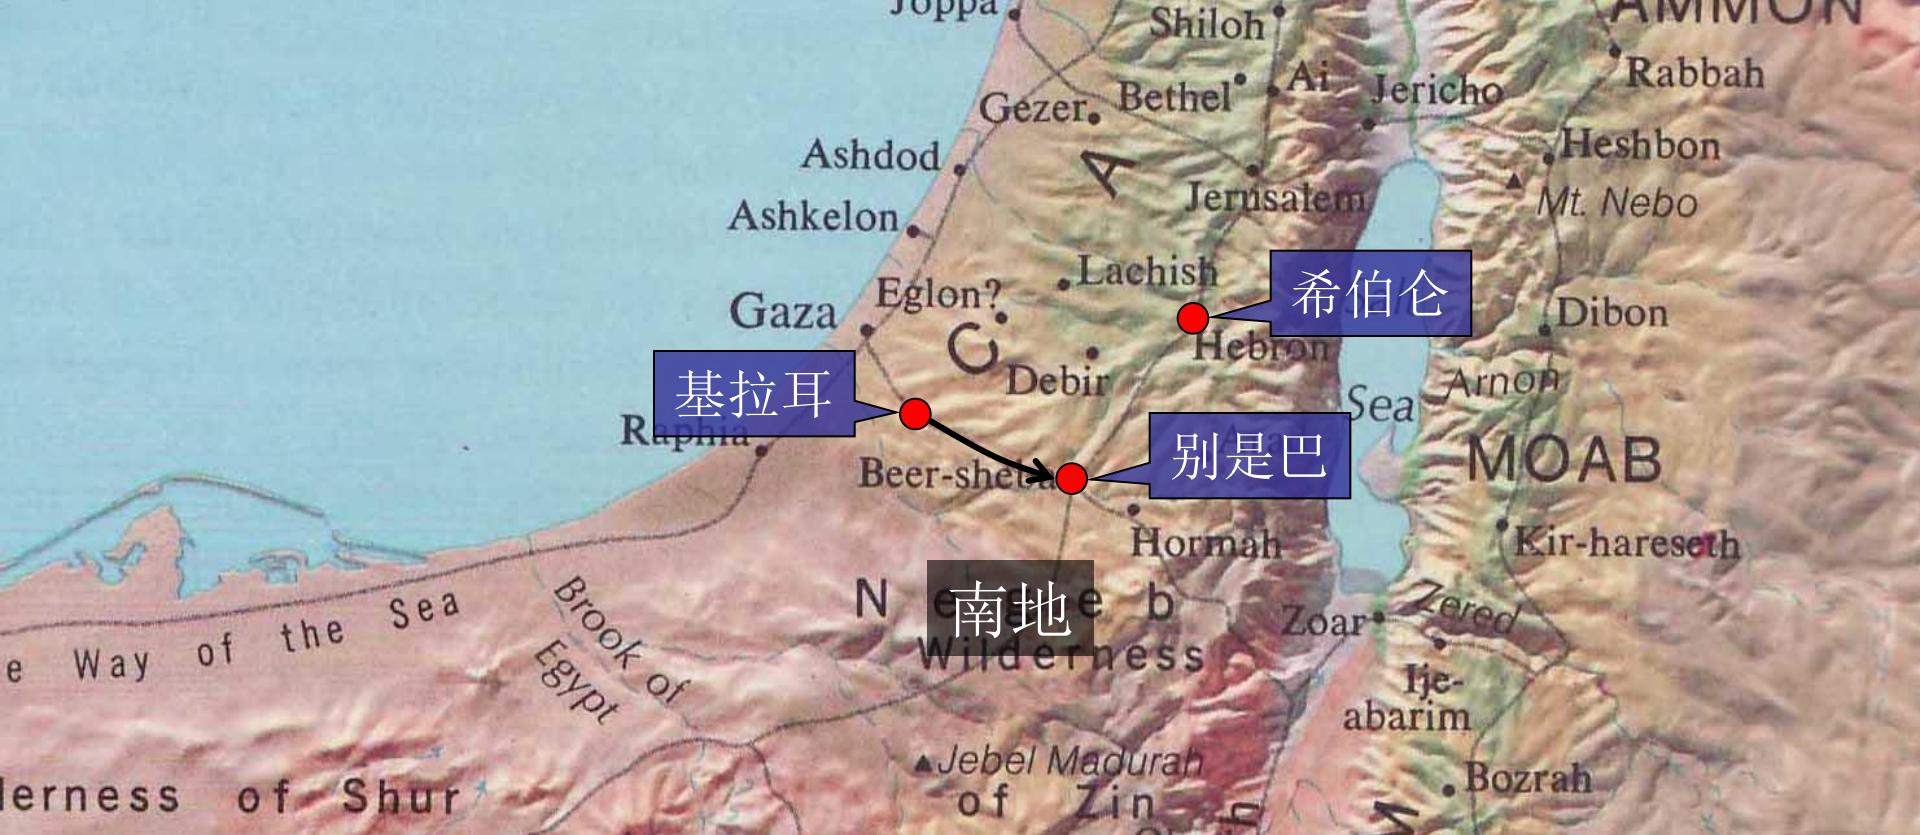 Joppa
Shiloh
AMMON
Bethel
Ai
Jericho
Rabbah
Gezer
Ashdod
A
Heshbon
Jerusalem
Mt. Nebo
Ashkelon
Lachish
希伯仑
Eglon?
Gaza
Dibon
C
Hebron
基拉耳
Debir
Arnon
Sea
Raphia
别是巴
MOAB
Beer-sheba
Hormah
Kir-hareseth
Negeb
南地
Brook of
Egypt
Zoar
Zered
e Way of the Sea
Wilderness
Ije-
abarim
Jebel Madurah
Bozrah
lerness of Shur
of Zin